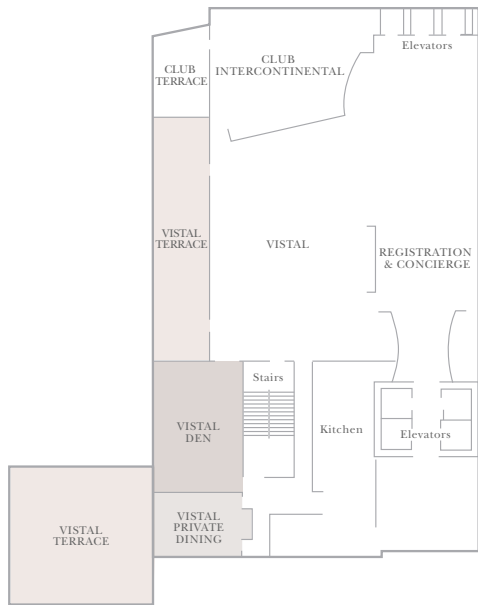 Elevators
CLUB
INTERCONTINENTAL
CLUB
TERRACE
VISTAL
TERRACE
VISTAL
REGISTRATION
& CONCIERGE
Stairs
VISTAL
DEN
Kitchen
Elevators
VISTAL
PRIVATE
DINING
VISTAL
TERRACE